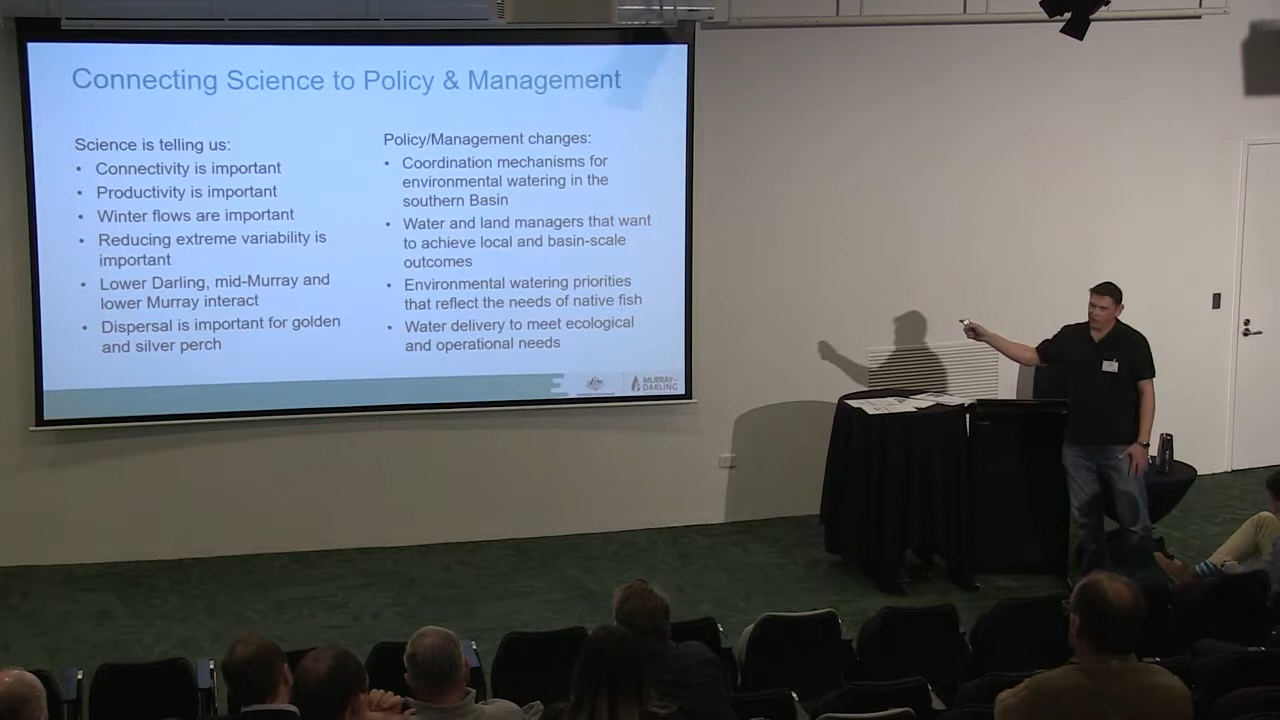 Connecting Science to Policy & Management
Science is telling us:
• Connectivity is important
• Productivity is important
• Winter flows are important
• Reducing extreme variability is
important
• Lower Darling, mid-Murray and
lower Murray interact
• Dispersal is important for golden
and silver perch
Policy/Management changes:
• Coordination mechanisms for
environmental watering in the
southern Basin
• Water and land managers that want
to achieve local and basin-scale
outcomes
• Environmental watering priorities
that reflect the needs of native fish
• Water delivery to meet ecological
and operational needs
MURRAY
DARLING